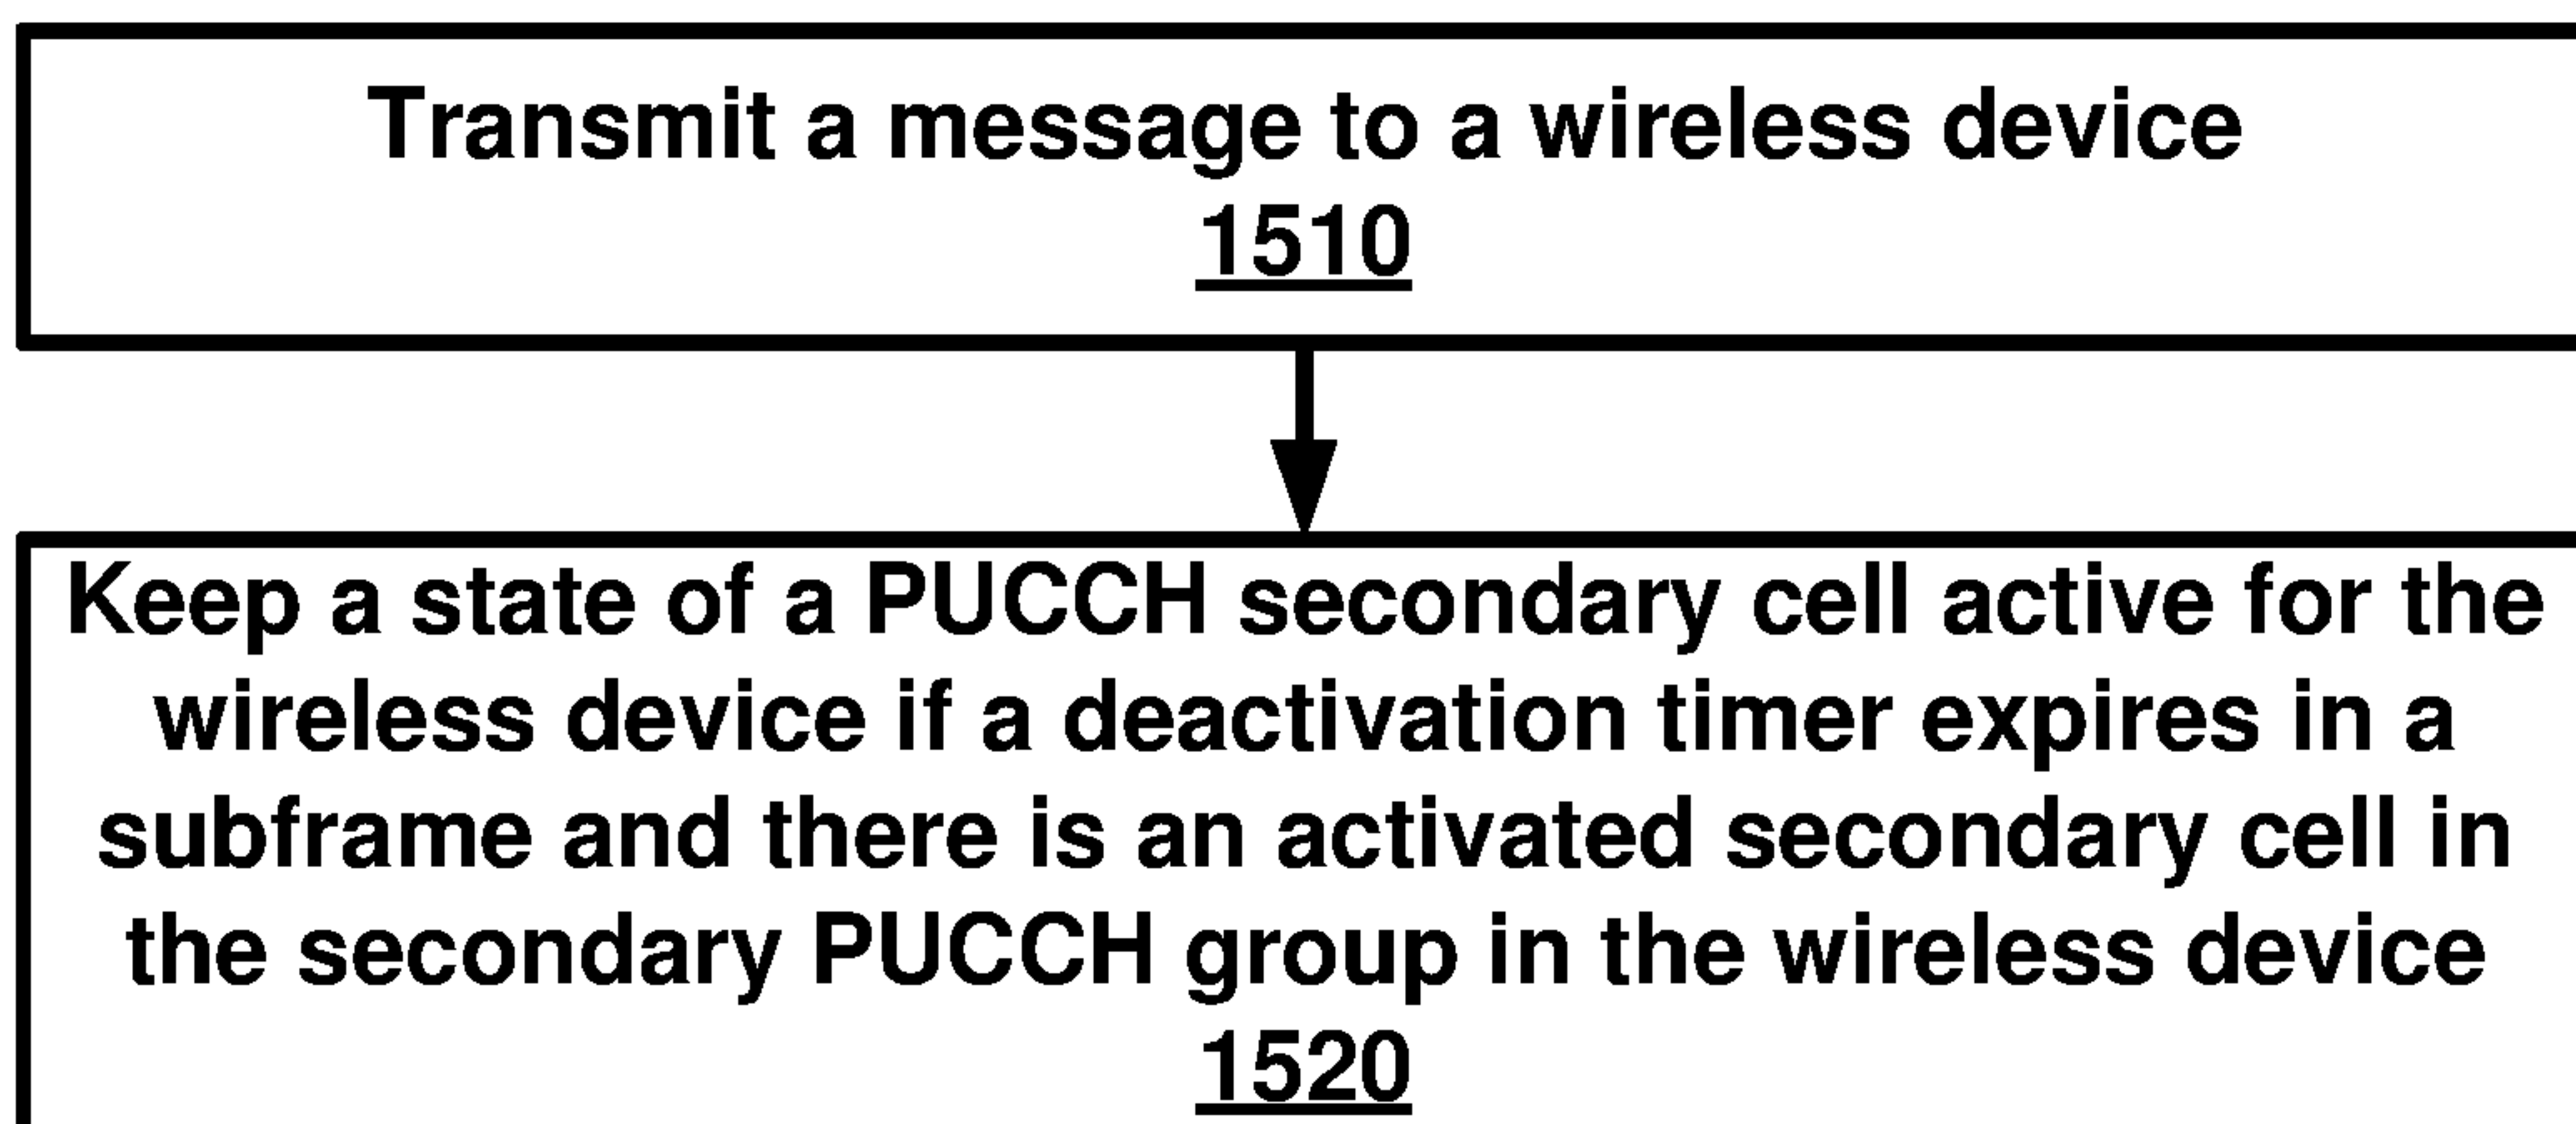 Transmit a message to a wireless device
1510
Keep a state of a PUCCH secondary cell active for the
wireless device if a deactivation timer expires in a
subframe and there is an activated secondary cell in
the secondary PUCCH group in the wireless device
1520